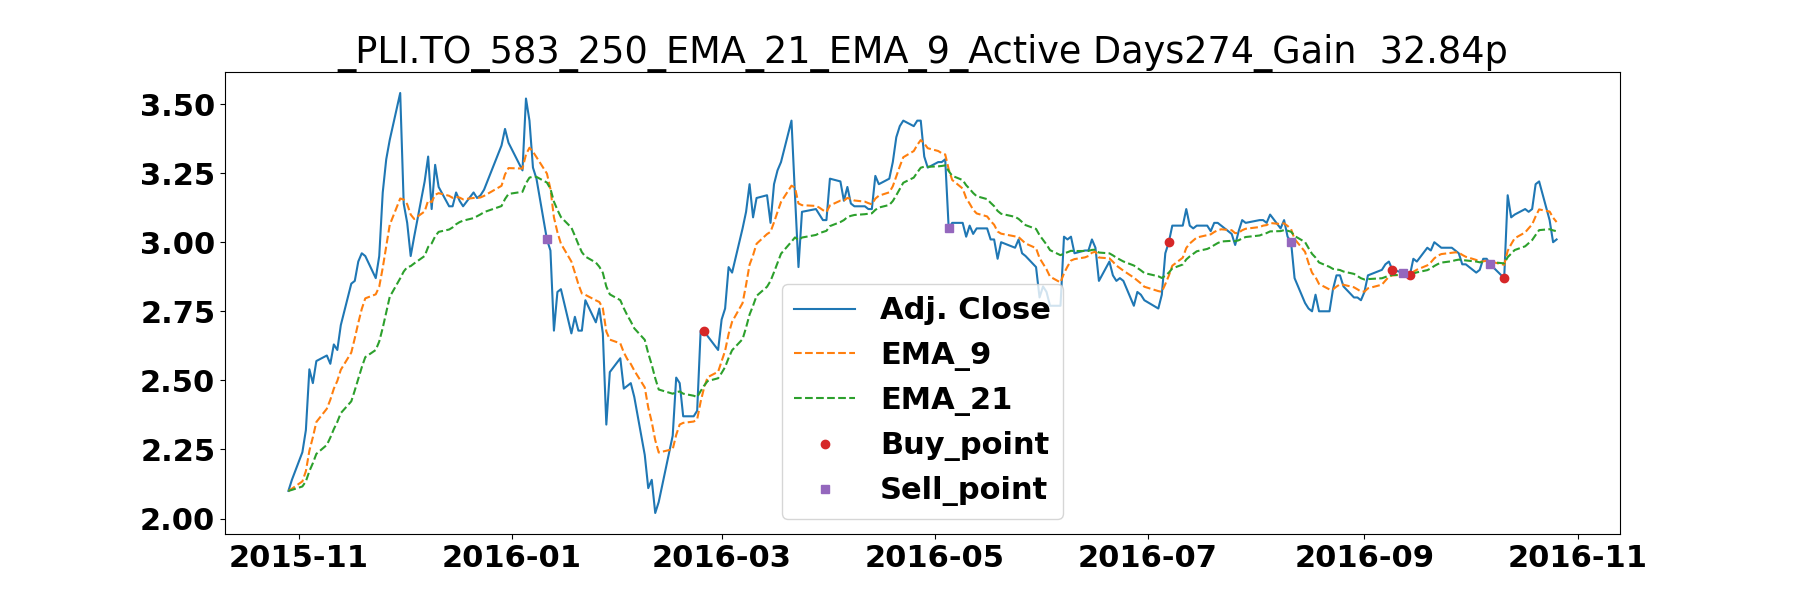 _PLI.TO_583_250_EMA_21_EMA_9_Active Days274_Gain  32.84p
3.50
3.25
3.00
2.75
2.50
2.25
2.00
Adj. Close
EMA_9
EMA_21
Buy_point
Sell_point
2015-11 2016-01 2016-03 2016-05 2016-07 2016-09 2016-11